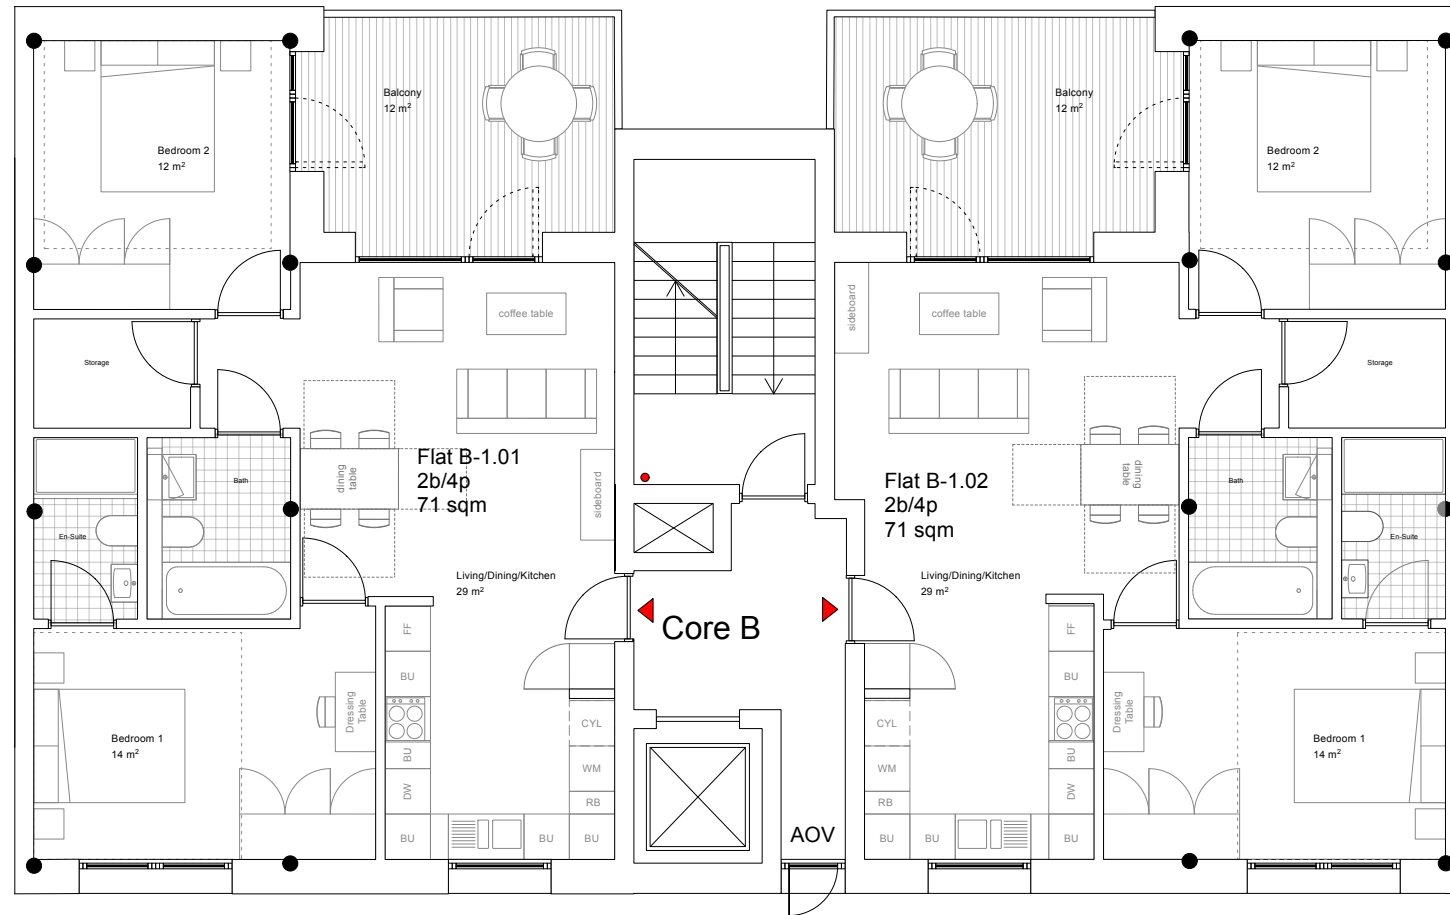 Balcony
12 m²
Balcony
12 m²
Bedroom 2
12 m²
Bedroom 2
12 m²
coffee table
coffee table
sideboard
Storage
Storage
Flat B-1.01
2b/4p
71 sqm
Flat B-1.02
2b/4p
71 sqm
dining
table
dining
table
Bath
Bath
sideboard
En-Suite
En-Suite
Living/Dining/Kitchen
29 m²
Living/Dining/Kitchen
29 m²
Core B
FF
BU
BU
DW
BU
BU
BU
CYL
WM
RB
CYL
WM
RB
BU
BU
FF
BU
BU
DW
BU
Dressing
Table
Dressing
Table
Bedroom 1
14 m²
Bedroom 1
14 m²
AOV